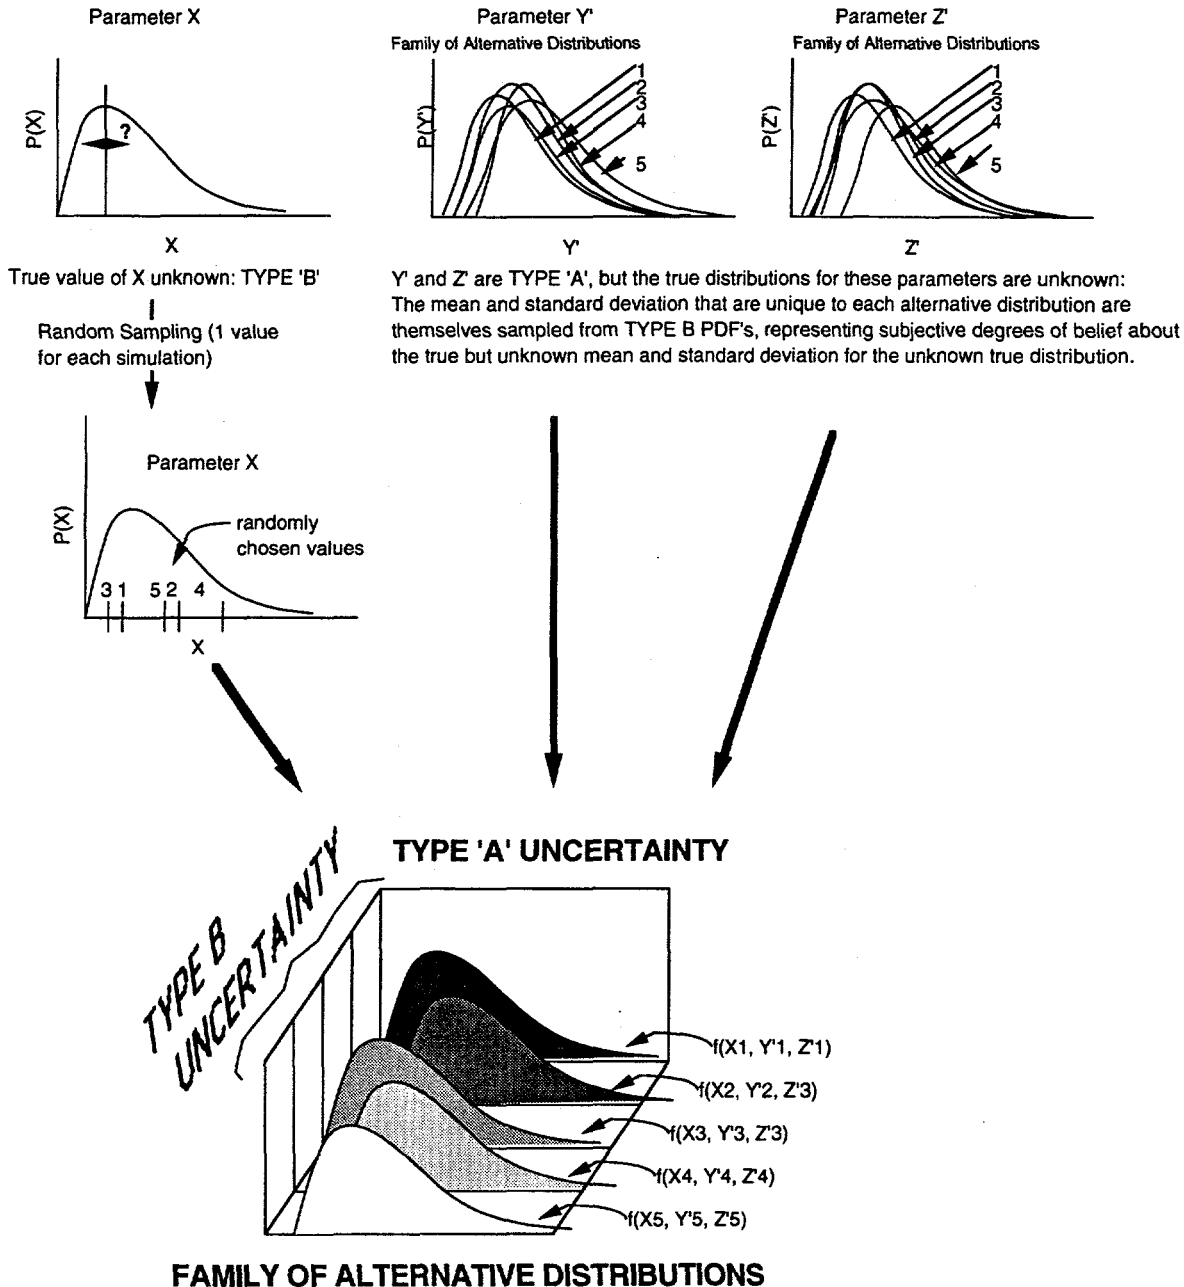 Parameter X
P(X)
?
X
True value of X unknown: TYPE 'B'
Random Sampling (1 value
for each simulation)
Parameter X
P(X)
randomly
chosen values
3 1 5 2 4
X
Parameter Y'
Family of Alternative Distributions
P(Y')
1
2
3
4
5
Y'
Parameter Z'
Family of Alternative Distributions
P(Z')
1
2
3
4
5
Z'
Y' and Z' are TYPE 'A', but the true distributions for these parameters are unknown:
The mean and standard deviation that are unique to each alternative distribution are
themselves sampled from TYPE B PDF's, representing subjective degrees of belief about
the true but unknown mean and standard deviation for the unknown true distribution.
TYPE 'A' UNCERTAINTY
TYPE B
UNCERTAINTY
f(X1, Y'1, Z'1)
f(X2, Y'2, Z'3)
f(X3, Y'3, Z'3)
f(X4, Y'4, Z'4)
f(X5, Y'5, Z'5)
FAMILY OF ALTERNATIVE DISTRIBUTIONS